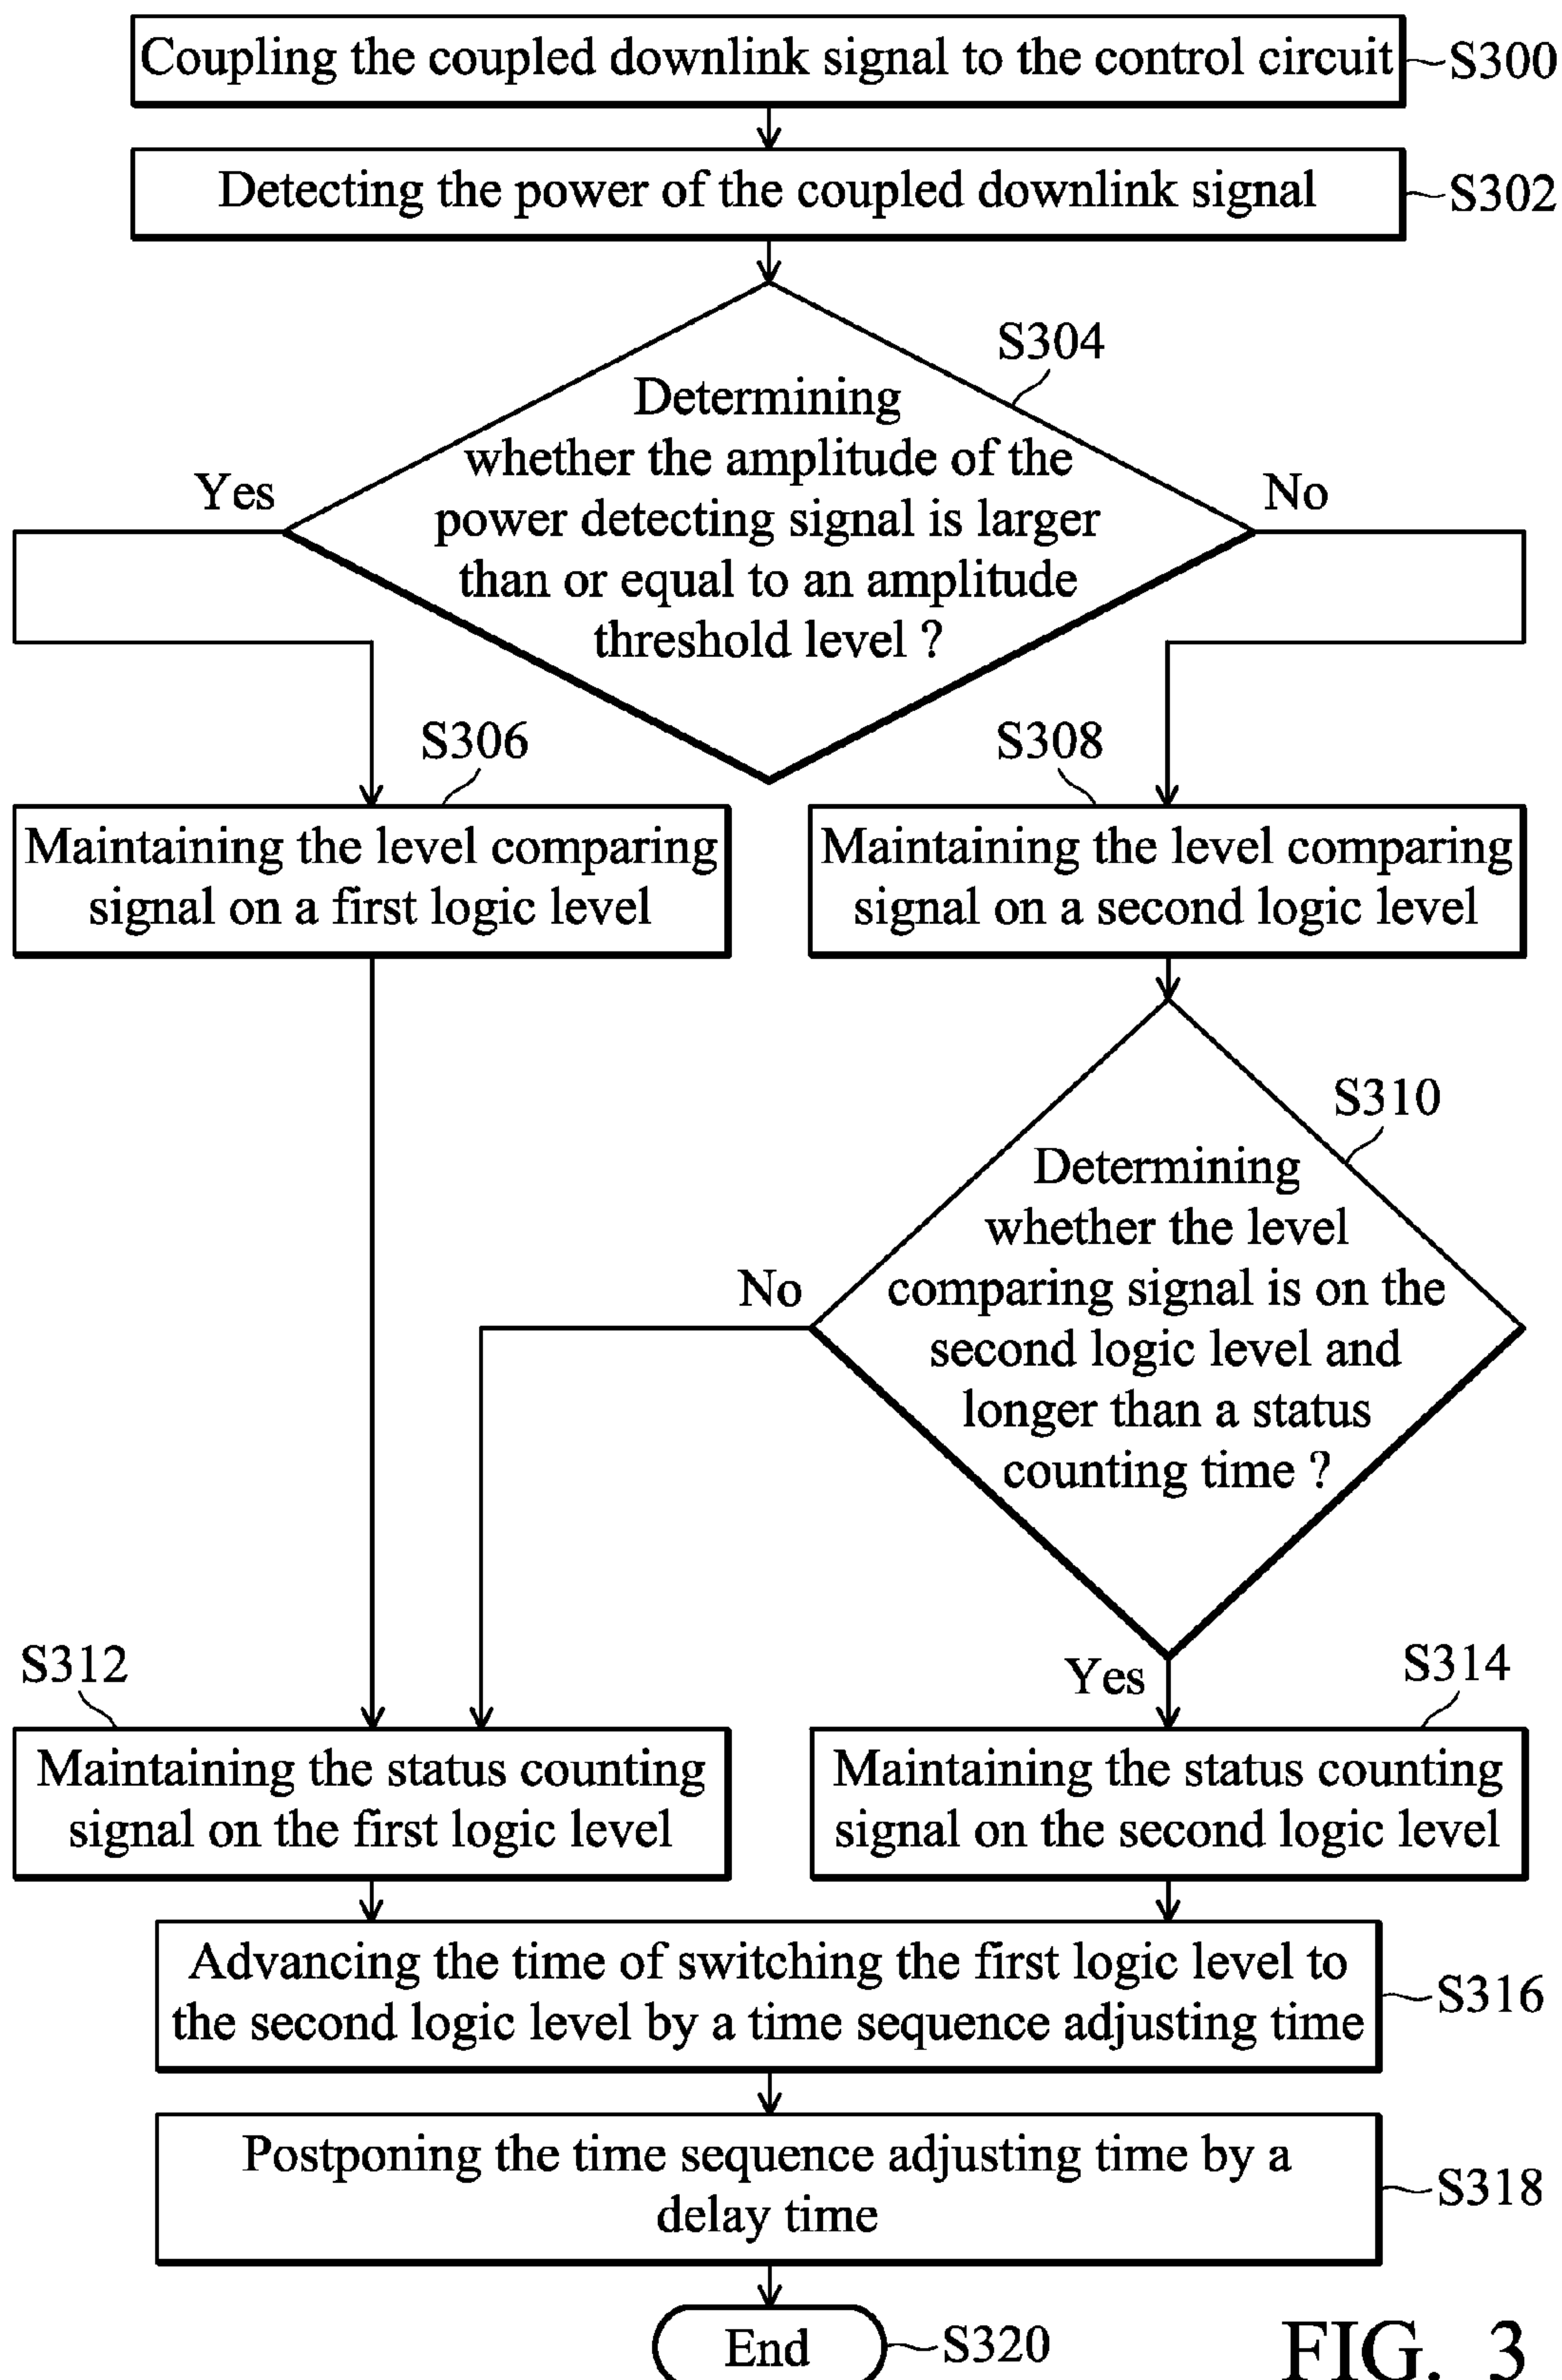 Coupling the coupled downlink signal to the control circuit
S300
Detecting the power of the coupled downlink signal
S302
S304
Determining
whether the amplitude of the
power detecting signal is larger
than or equal to an amplitude
threshold level ?
Yes
No
S306
S308
Maintaining the level comparing
signal on a first logic level
Maintaining the level comparing
signal on a second logic level
S310
Determining
whether the level
comparing signal is on the
second logic level and
longer than a status
counting time ?
No
Yes
S312
S314
Maintaining the status counting
signal on the first logic level
Maintaining the status counting
signal on the second logic level
Advancing the time of switching the first logic level to
the second logic level by a time sequence adjusting time
S316
Postponing the time sequence adjusting time by a
delay time
S318
End
S320
FIG. 3